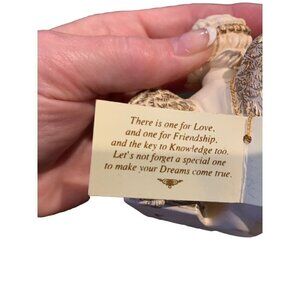 There is one for Love,
and one for Friendship,
and the key to Knowledge too.
Let's not forget a special one
to make your Dreams come true.